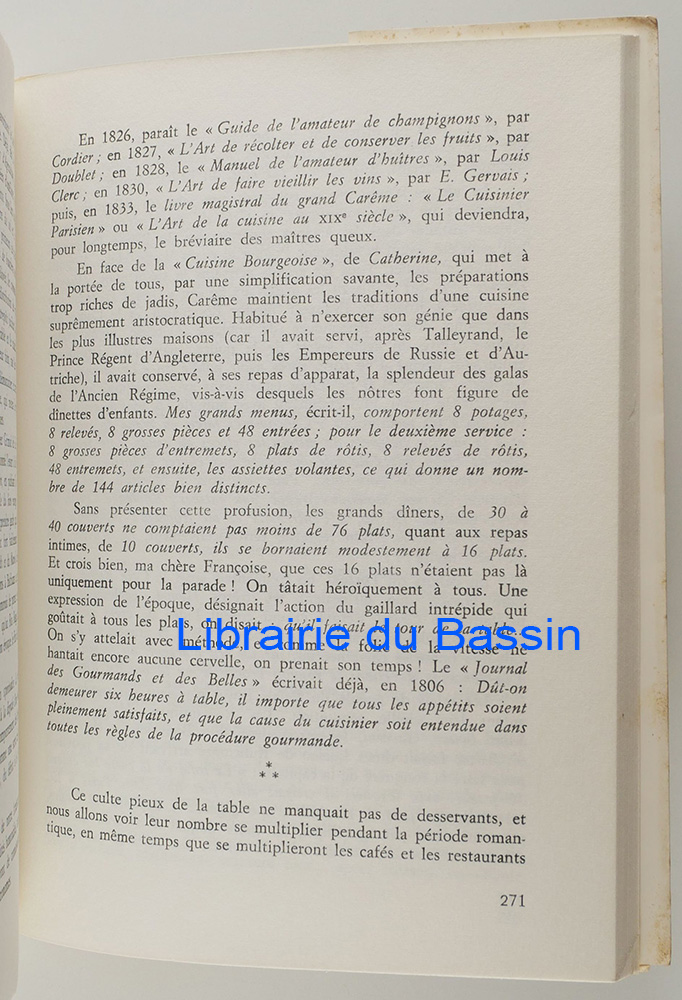 En 1826, paraît le « Guide de l'amateur de champignons », par
Cordier ; en 1827, « L'Art de récolter et de conserver les fruits », par
Doublet ; en 1828, le « Manuel de l'amateur d'huîtres », par Louis
Clerc ; en 1830, « L'Art de faire vieillir les vins », par E. Gervais ;
puis, en 1833, le livre magistral du grand Carême : « Le Cuisinier
Parisien » ou « L'Art de la cuisine au XIXe siècle », qui deviendra,
pour longtemps, le bréviaire des maîtres queux.
En face de la « Cuisine Bourgeoise », de Catherine, qui met à
la portée de tous, par une simplification savante, les préparations
trop riches de jadis, Carême maintient les traditions d'une cuisine
suprêmement aristocratique. Habitué à n'exercer son génie que dans
les plus illustres maisons (car il avait servi, après Talleyrand, le
Prince Régent d'Angleterre, puis les Empereurs de Russie et d'Au-
triche), il avait conservé, à ses repas d'apparat, la splendeur des galas
de l'Ancien Régime, vis-à-vis desquels les nôtres font figure de
dînettes d'enfants. Mes grands menus, écrit-il, comportent 8 potages,
8 relevés, 8 grosses pièces et 48 entrées ; pour le deuxième service :
8 grosses pièces d'entremets, 8 plats de rôtis, 8 relevés de rôtis,
48 entremets, et ensuite, les assiettes volantes, ce qui donne un nom-
bre de 144 articles bien distincts.
Sans présenter cette profusion, les grands dîners, de 30 à
40 couverts ne comptaient pas moins de 76 plats, quant aux repas
intimes, de 10 couverts, ils se bornaient modestement à 16 plats.
Et crois bien, ma chère Françoise, que ces 16 plats n'étaient pas là
uniquement pour la parade ! On tâtait héroïquement à tous. Une
expression de l'époque, désignait l'action du gaillard intrépide qui
goûtait à tous les plats, on disait : qu'il faisait le tour du cadran.
Librairie du Bassin
On s'y attelait avec méthode, et comme la folie de la vitesse ne
hantait encore aucune cervelle, on prenait son temps ! Le « Journal
des Gourmands et des Belles » écrivait déjà, en 1806 : Dût-on
demeurer six heures à table, il importe que tous les appétits soient
pleinement satisfaits, et que la cause du cuisinier soit entendue dans
toutes les règles de la procédure gourmande.
*
* *
Ce culte pieux de la table ne manquait pas de desservants, et
nous allons voir leur nombre se multiplier pendant la période roman-
tique, en même temps que se multiplieront les cafés et les restaurants
271